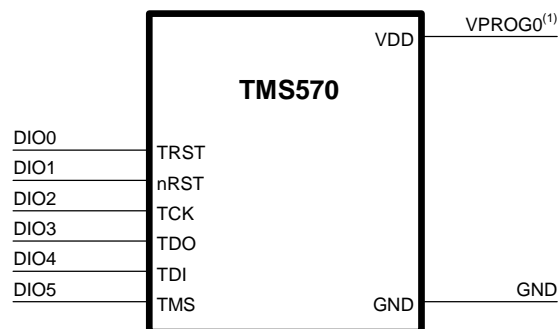 VPROG0(1)
VDD
TMS570
DIO0
TRST
DIO1
nRST
DIO2
TCK
DIO3
TDO
DIO4
TDI
DIO5
TMS
GND
GND